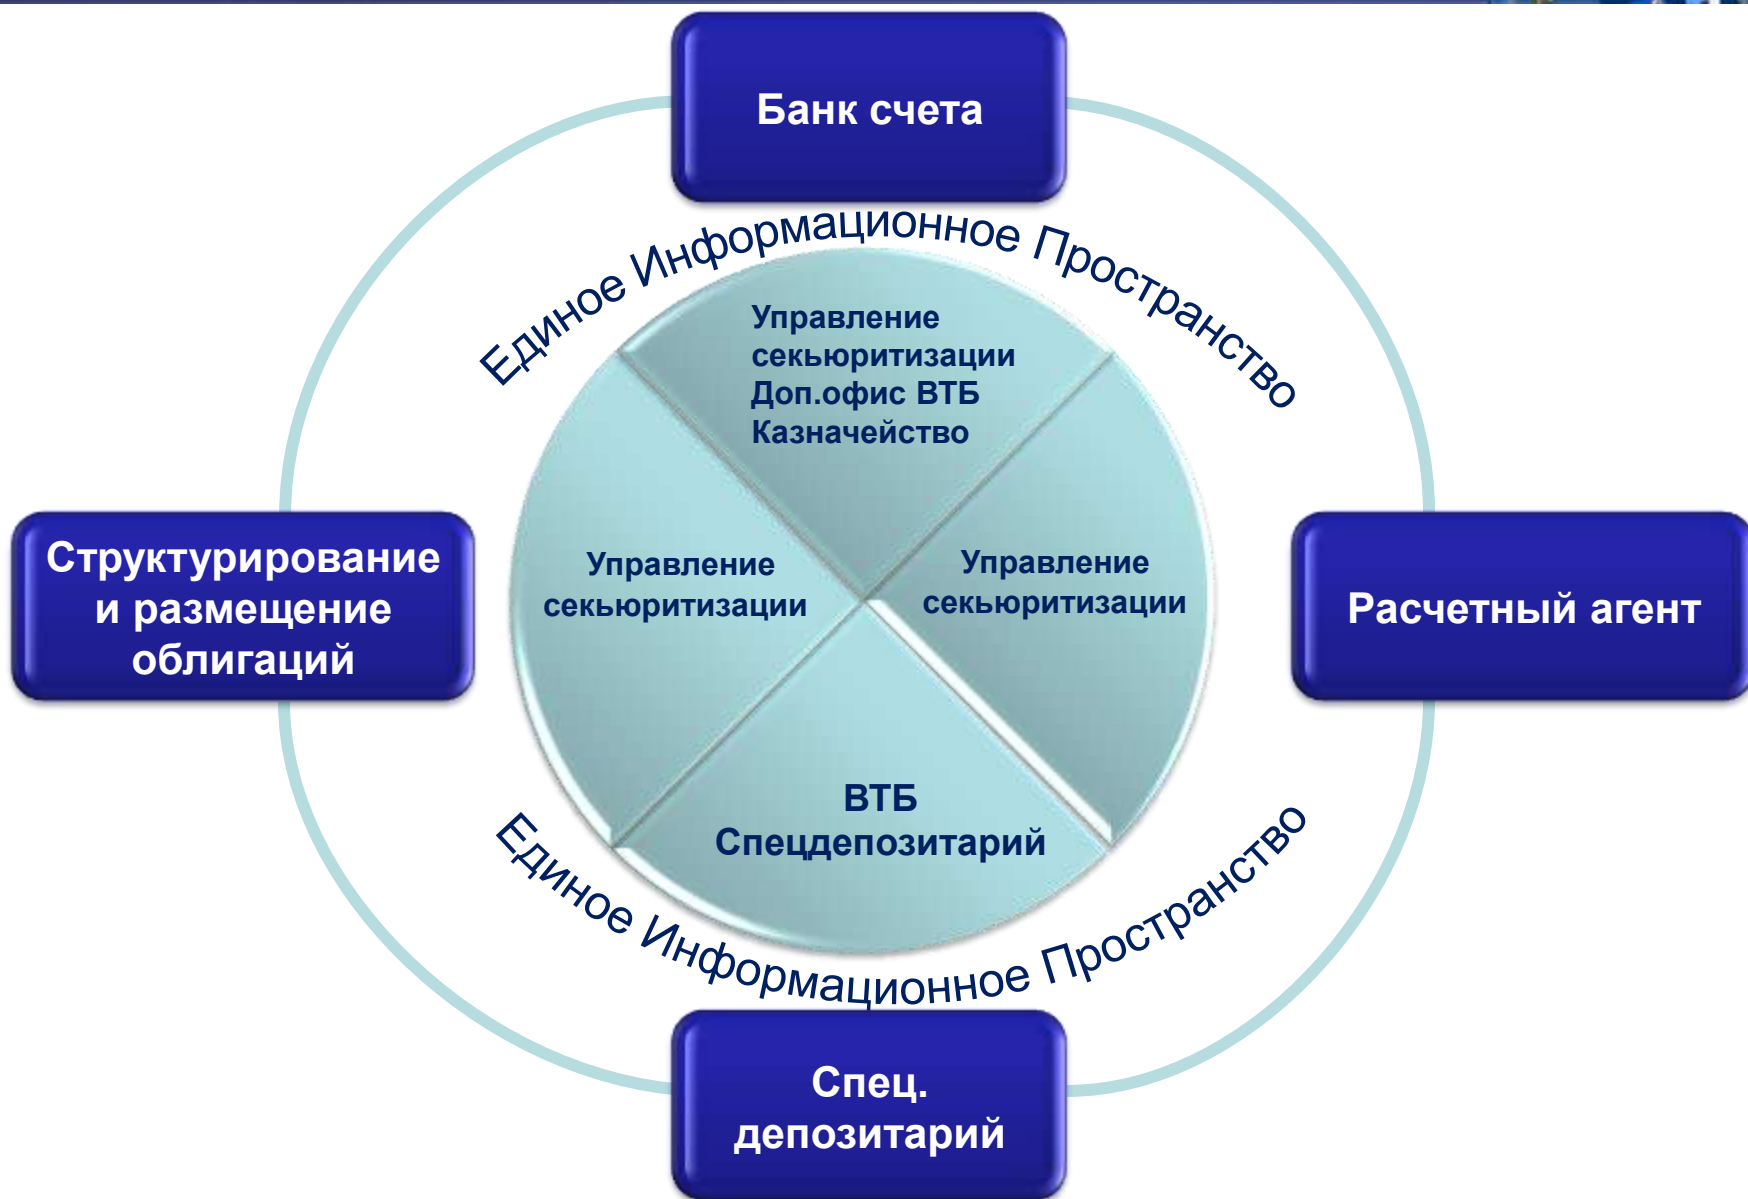 Банк счета
Единое Информационное Пространство
Управление
секьюритизации
Доп.офис ВТБ
Казначейство
Структурирование
и размещение
облигаций
Управление
секьюритизации
Управление
секьюритизации
Расчетный агент
ВТБ
Спецдепозитарий
Единое Информационное Пространство
Спец.
депозитарий